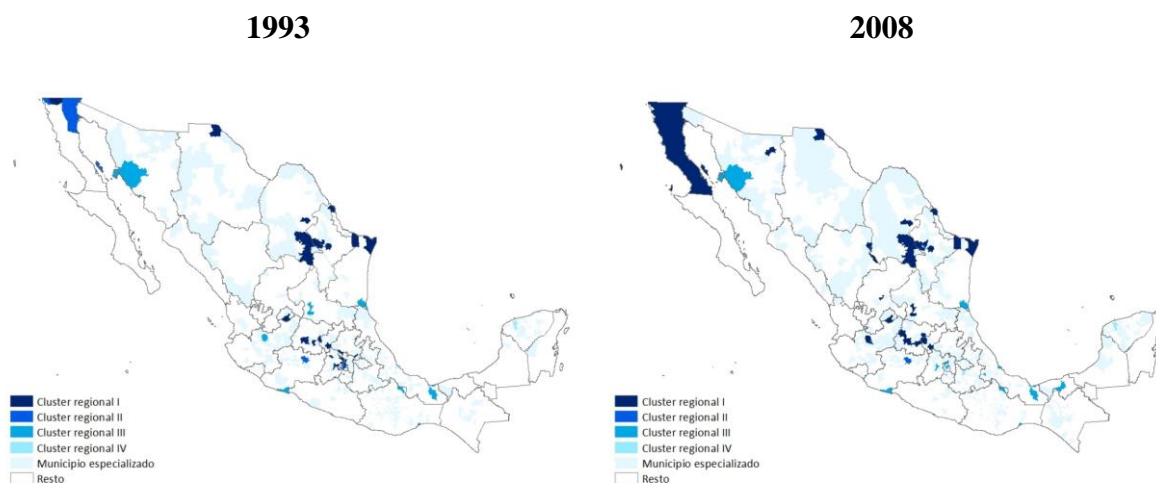 1993
2008
Cluster regional I
Cluster regional II
Cluster regional III
Cluster regional IV
Municipio especializado
Resto
Cluster regional I
Cluster regional II
Cluster regional III
Cluster regional IV
Municipio especializado
Resto